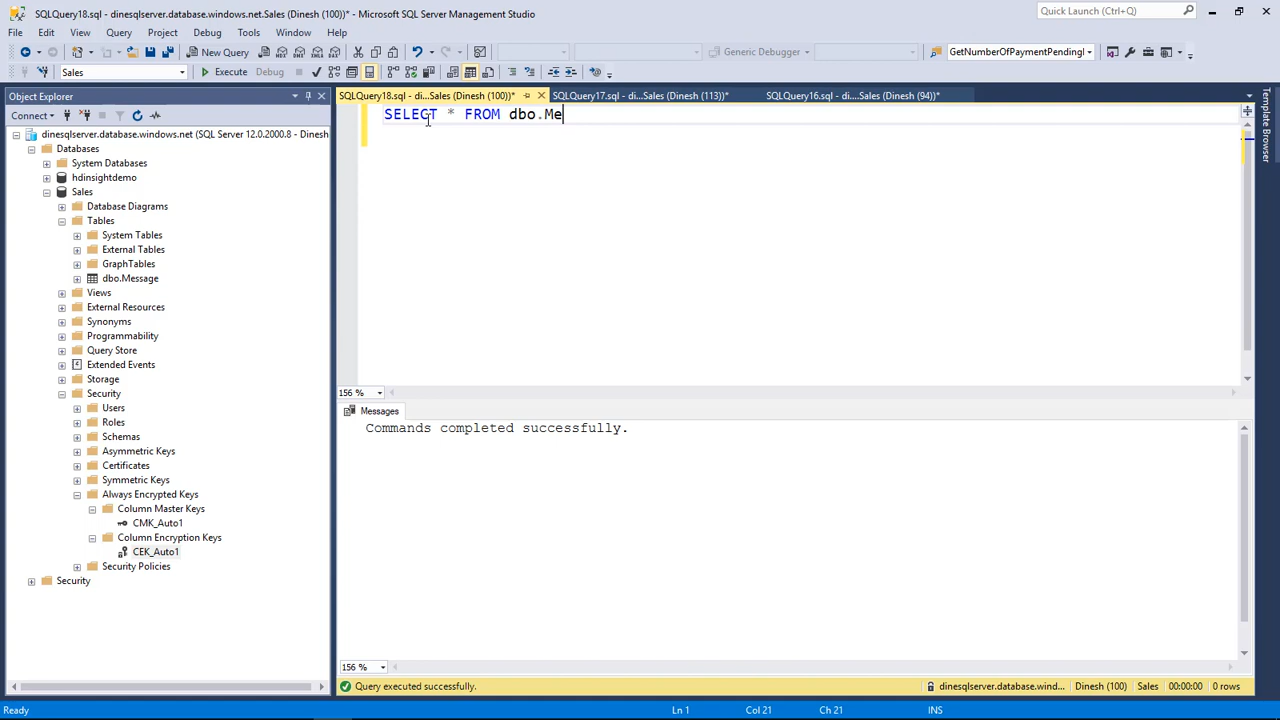 SQLQuery18.sql - dinesqlserver.database.windows.net.Sales (Dinesh (100))* - Microsoft SQL Server Management Studio
Quick Launch (Ctrl+Q)
File Edit View Query Project Debug Tools Window Help
New Query
Generic Debugger
GetNumberOfPaymentPendingI
Sales
Execute Debug
Object Explorer
SQLQuery18.sql - di...Sales (Dinesh (100))*
SQLQuery17.sql - di...Sales (Dinesh (113))*
SQLQuery16.sql - di....Sales (Dinesh (94))*
Template Browser
Connect
dinesqlserver.database.windows.net (SQL Server 12.0.2000.8 - Dinesh
Databases
System Databases
hdinsightdemo
Sales
Database Diagrams
Tables
System Tables
External Tables
GraphTables
dbo.Message
Views
External Resources
Synonyms
Programmability
Query Store
Extended Events
Storage
Security
Users
Roles
Schemas
Asymmetric Keys
Certificates
Symmetric Keys
Always Encrypted Keys
Column Master Keys
CMK_Auto1
Column Encryption Keys
CEK_Auto1
Security Policies
Security
SELECT * FROM dbo.Me
156 %
Messages
Commands completed successfully.
156 %
Query executed successfully.
dinesqlserver.database.wind... Dinesh (100) Sales 00:00:00 0 rows
Ready
Ln 1 Col 21 Ch 21 INS